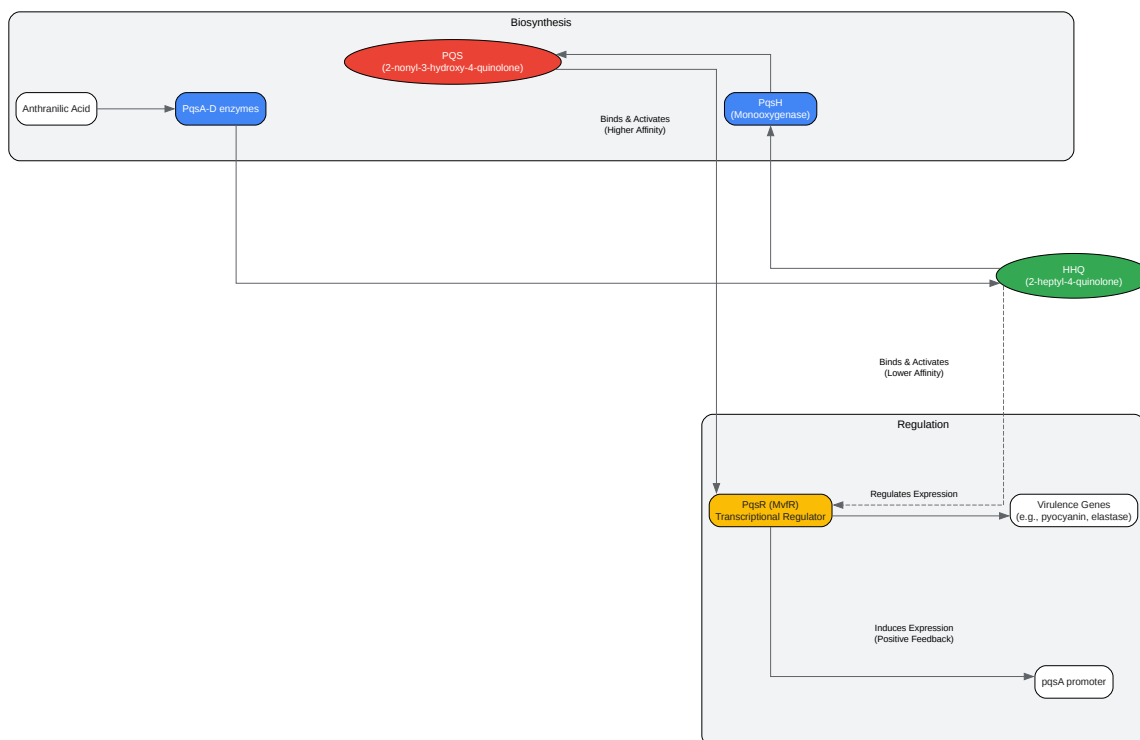 Biosynthesis
PQS
(2-nonyl-3-hydroxy-4-quinolone)
Anthranilic Acid
PqsA-D enzymes
PqsH
(Monooxygenase)
Binds & Activates
(Higher Affinity)
HHQ
(2-heptyl-4-quinolone)
Binds & Activates
(Lower Affinity)
Regulation
Regulates Expression
PqsR (MvfR)
Transcriptional Regulator
Virulence Genes
(e.g., pyocyanin, elastase)
Induces Expression
(Positive Feedback)
pqsA promoter